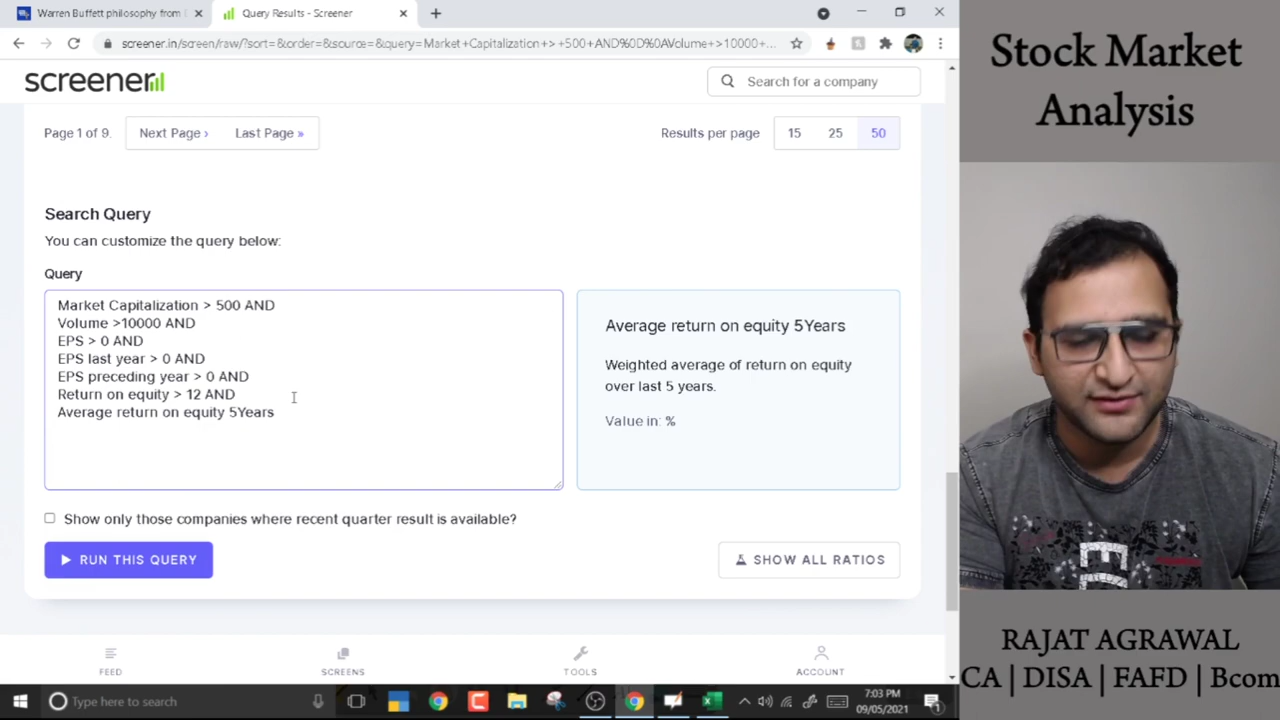 Warren Buffett philosophy from
Query Results - Screener
screener.in/screen/raw/?sort=&order=&source=&query=Market+Capitalization+>+500+AND%0D%0AVolume+>10000+...
screener
Search for a company
Page 1 of 9.
Next Page ›
Last Page »
Results per page
15
25
50
Search Query
You can customize the query below:
Query
Market Capitalization > 500 AND
Volume >10000 AND
EPS > 0 AND
EPS last year > 0 AND
EPS preceding year > 0 AND
Return on equity > 12 AND
Average return on equity 5Years
Average return on equity 5Years
Weighted average of return on equity
over last 5 years.
Value in: %
Show only those companies where recent quarter result is available?
RUN THIS QUERY
SHOW ALL RATIOS
FEED
SCREENS
TOOLS
ACCOUNT
Type here to search
7:03 PM
09/05/2021
Stock Market
Analysis
RAJAT AGRAWAL
CA | DISA | FAFD | Bcom